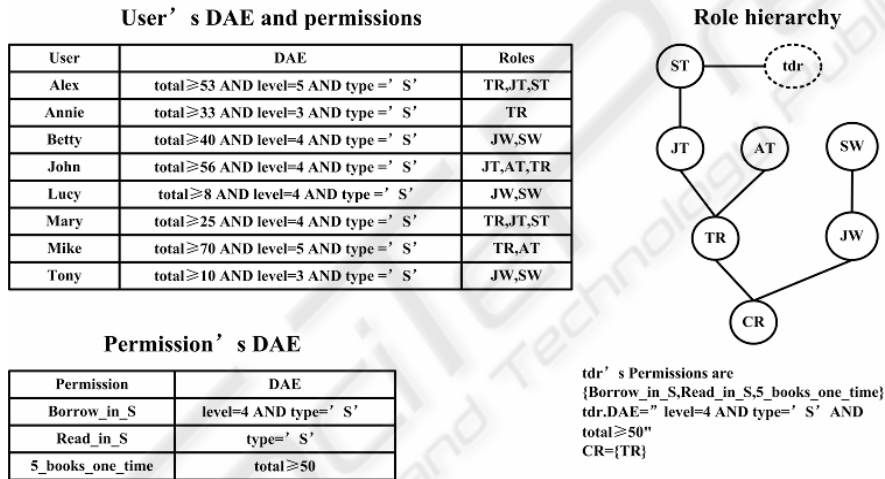 User’s DAE and permissions
User DAE Roles
Alex total≥53 AND level=5 AND type =’S’ TR,JT,ST
Annie total≥33 AND level=3 AND type =’S’ TR
Betty total≥40 AND level=4 AND type =’S’ JW,SW
John total≥56 AND level=4 AND type =’S’ JT,AT,TR
Lucy total≥8 AND level=4 AND type =’S’ JW,SW
Mary total≥25 AND level=4 AND type =’S’ TR,JT,ST
Mike total≥70 AND level=5 AND type =’S’ TR,AT
Tony total≥10 AND level=3 AND type =’S’ JW,SW
Permission’s DAE
Permission DAE
Borrow_in_S level=4 AND type=’S’
Read_in_S type=’S’
5_books_one_time total≥50
Role hierarchy
ST tdr
JT AT SW
TR JW
CR
tdr’s Permissions are
{Borrow_in_S,Read_in_S,5_books_one_time}
tdr.DAE=”level=4 AND type=’S’ AND
total≥50"
CR={TR}